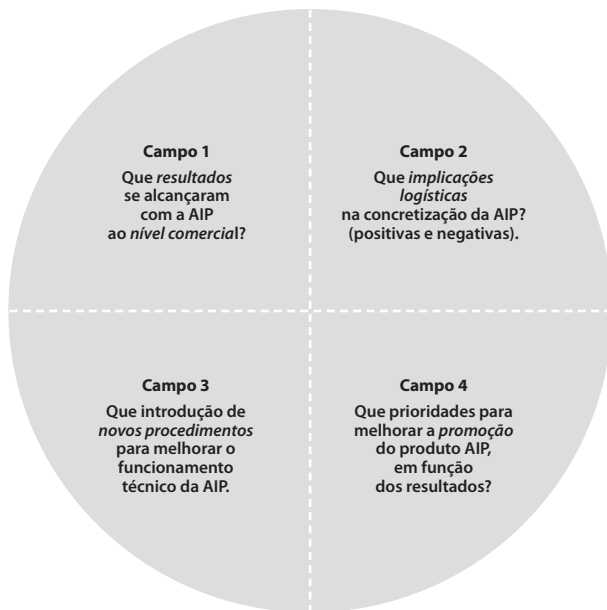 Campo 1
Que resultados
se alcançaram
com a AIP
ao nível comercial?
Campo 2
Que implicações
logísticas
na concretização da AIP?
(positivas e negativas).
Campo 3
Que introdução de
novos procedimentos
para melhorar o
funcionamento
técnico da AIP.
Campo 4
Que prioridades para
melhorar a promoção
do produto AIP,
em função
dos resultados?